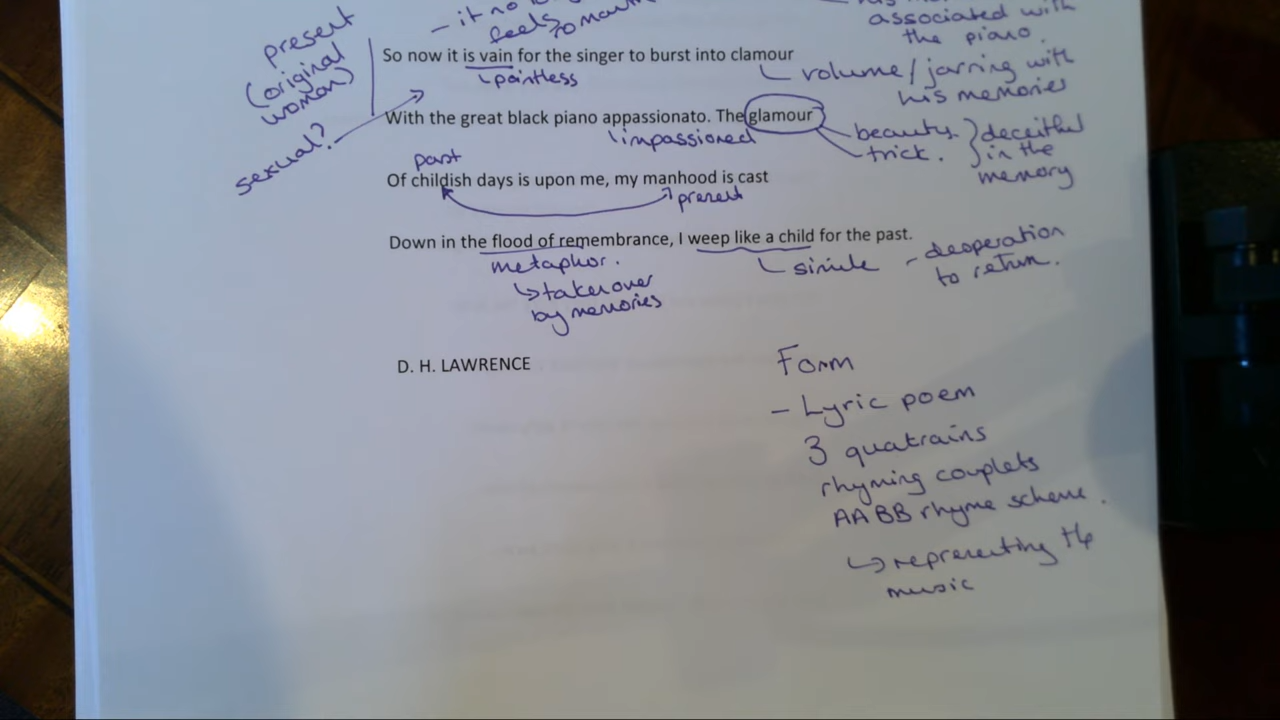 present
(original
woman)
sexual?
- it no
feels
associated with
the piano.
So now it is vain for the singer to burst into clamour
pointless
volume/jarring with
his memories
With the great black piano appassionato. The glamour
impassioned
beauty
trick.
deceitful
in the
memory
past
Of childish days is upon me, my manhood is cast
present
Down in the flood of remembrance, I weep like a child for the past.
metaphor.
↳takeover
by memories
simile - desperation
to return.
D. H. LAWRENCE
Form
- Lyric poem
3 quatrains
rhyming couplets
AABB rhyme scheme.
↳ representing the
music